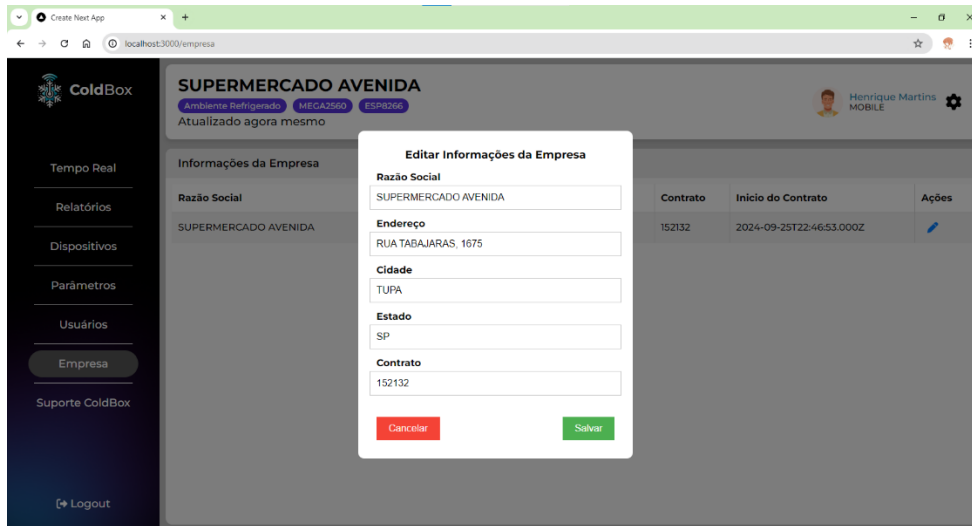 Create Next App
localhost:3000/empresa
ColdBox
SUPERMERCADO AVENIDA
Ambiente Refrigerado MEGA2560 ESP8266
Atualizado agora mesmo
Henrique Martins
MOBILE
Tempo Real
Relatórios
Dispositivos
Parâmetros
Usuários
Empresa
Suporte ColdBox
Logout
Informações da Empresa
Razão Social Contrato Inicio do Contrato Ações
SUPERMERCADO AVENIDA 152132 2024-09-25T22:46:53.000Z
Editar Informações da Empresa
Razão Social
SUPERMERCADO AVENIDA
Endereço
RUA TABAJARAS, 1675
Cidade
TUPA
Estado
SP
Contrato
152132
Cancelar Salvar